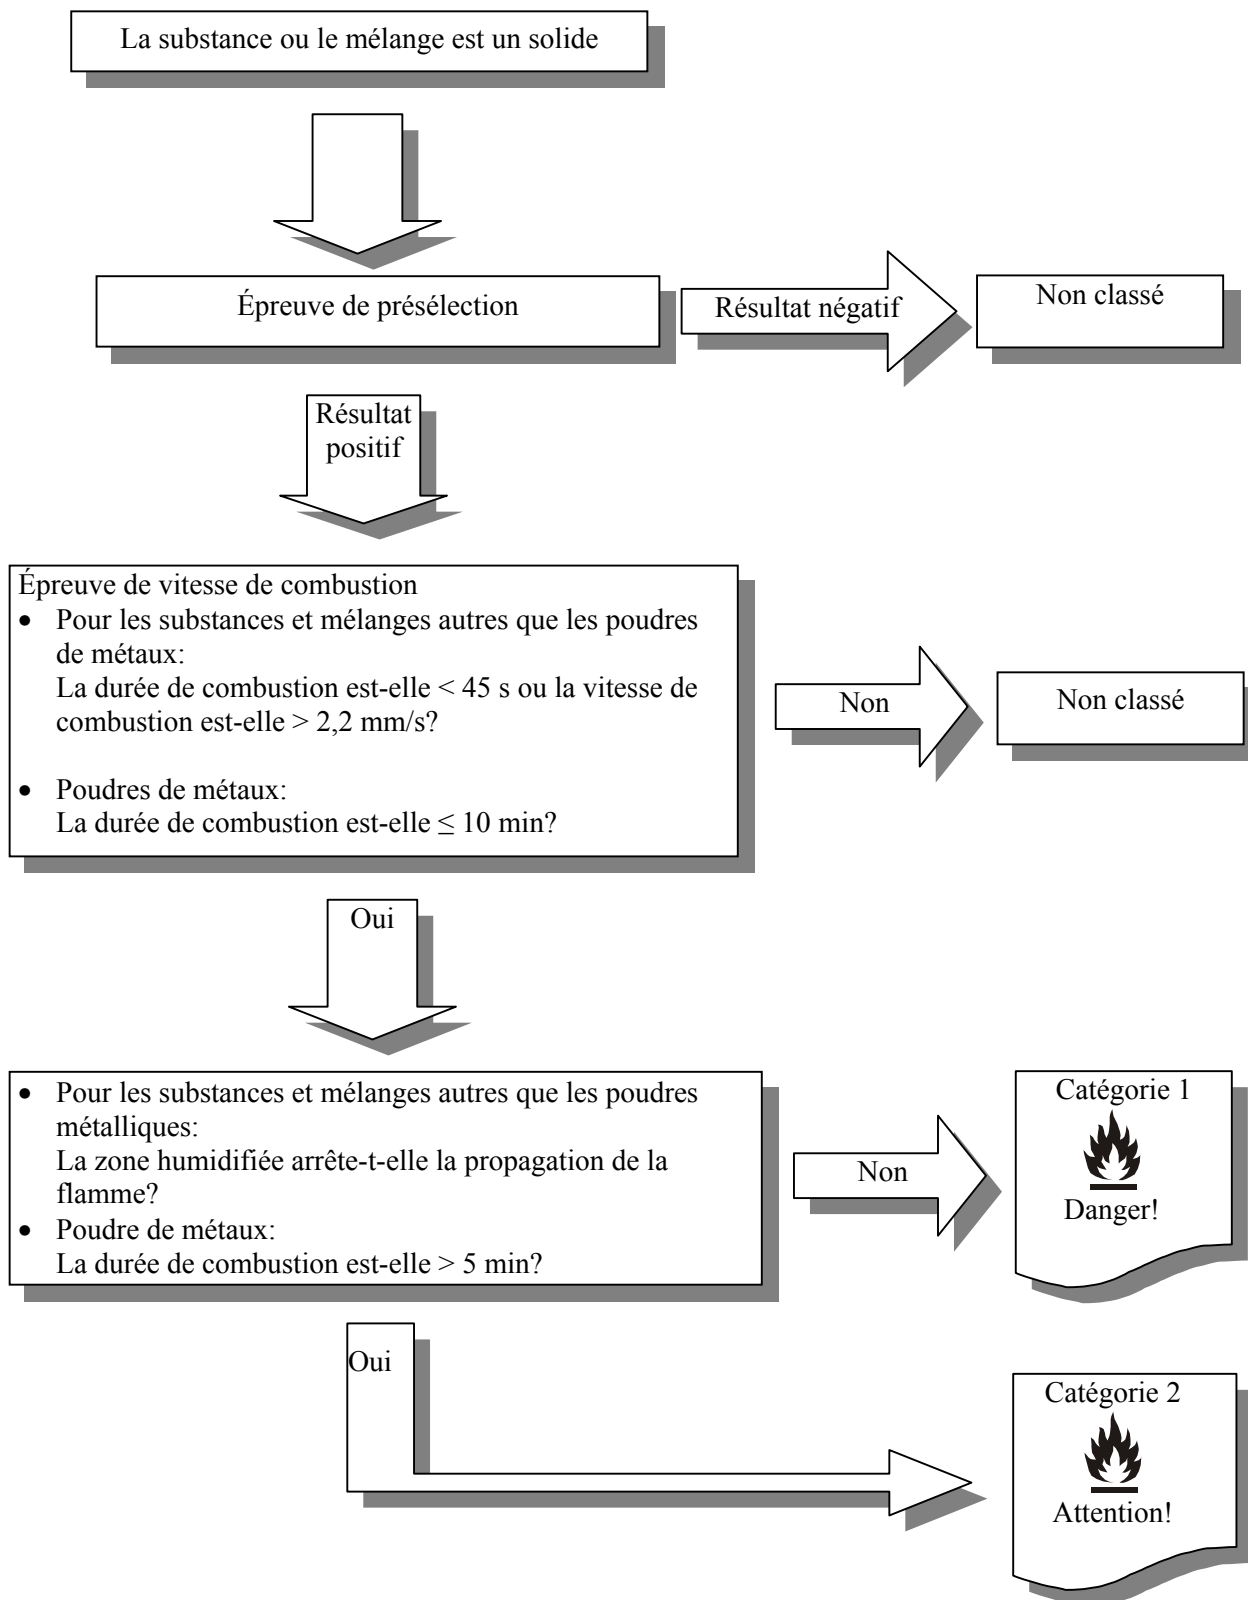 La substance ou le mélange est un solide
Épreuve de présélection
Résultat négatif
Non classé
Résultat
positif
Épreuve de vitesse de combustion
• Pour les substances et mélanges autres que les poudres
de métaux:
La durée de combustion est-elle < 45 s ou la vitesse de
combustion est-elle > 2,2 mm/s?
• Poudres de métaux:
La durée de combustion est-elle ≤ 10 min?
Non
Non classé
Oui
• Pour les substances et mélanges autres que les poudres
métalliques:
La zone humidifiée arrête-t-elle la propagation de la
flamme?
• Poudre de métaux:
La durée de combustion est-elle > 5 min?
Non
Catégorie 1
Danger!
Oui
Catégorie 2
Attention!